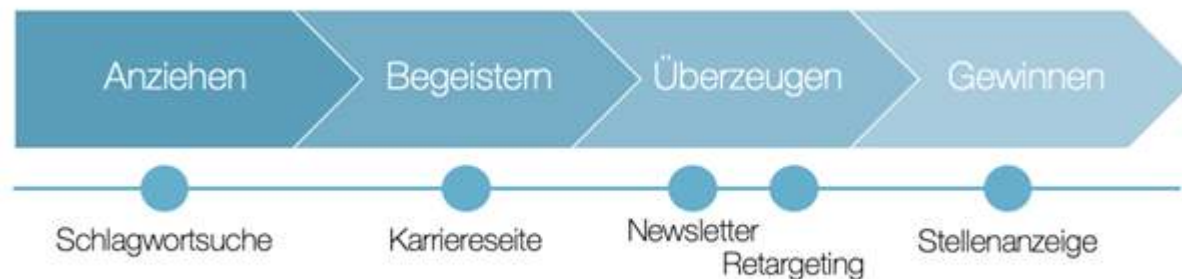 Anziehen
Begeistern
Überzeugen
Gewinnen
Schlagwortsuche
Karriereseite
Newsletter
Retargeting
Stellenanzeige